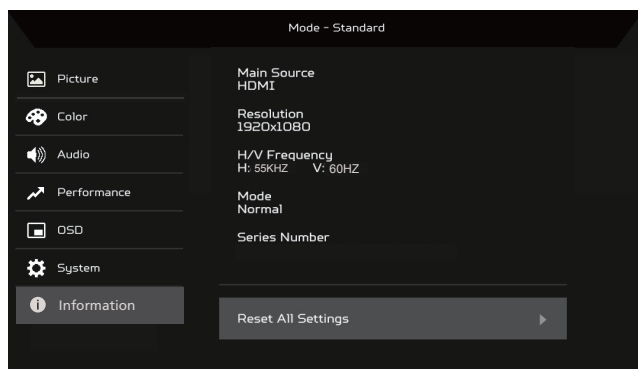 Mode - Standard
Picture
Color
Audio
Performance
OSD
System
Information
Main Source
HDMI
Resolution
1920x1080
H/V Frequency
H: 55KHZ V: 60HZ
Mode
Normal
Series Number
Reset All Settings